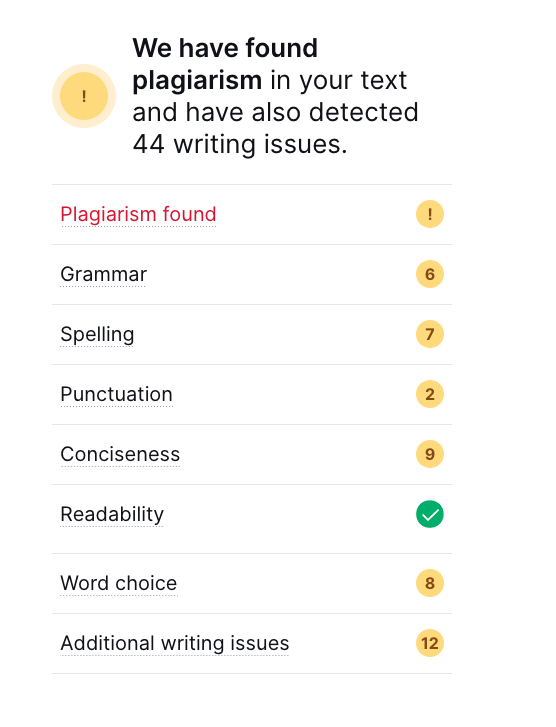 !
We have found
plagiarism in your text
and have also detected
44 writing issues.
Plagiarism found !
Grammar 6
Spelling 7
Punctuation 2
Conciseness 9
Readability
Word choice 8
Additional writing issues 12